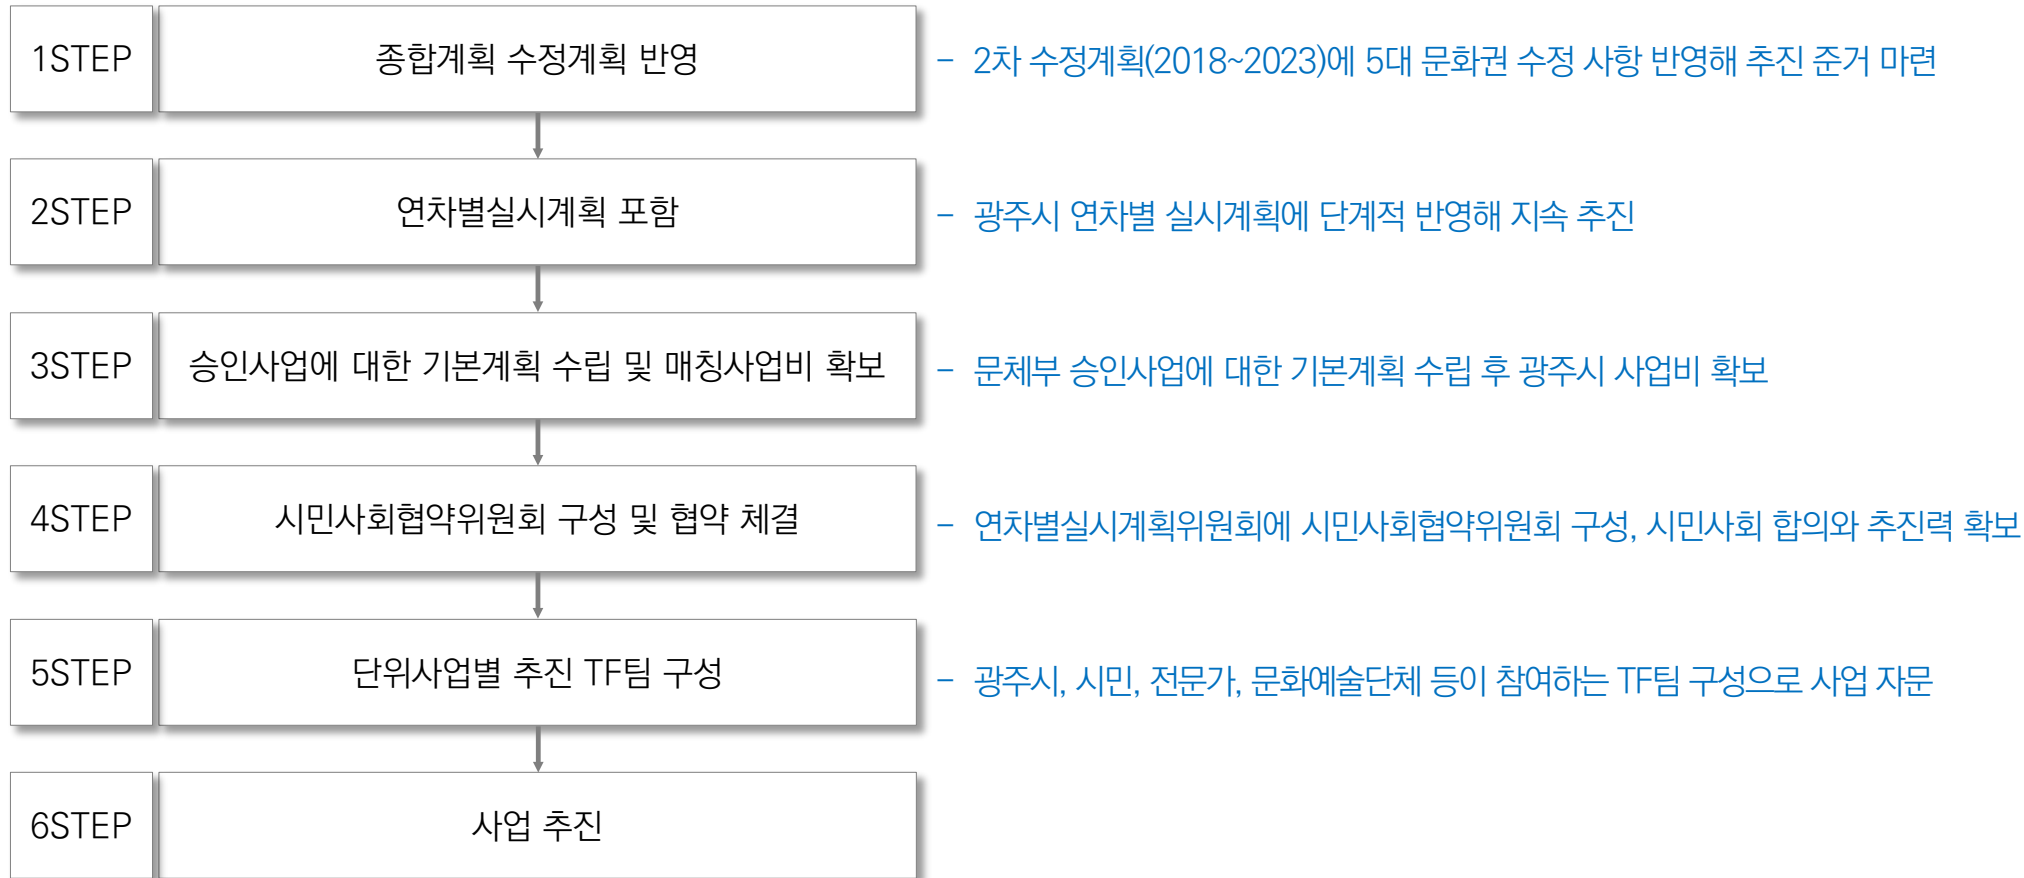 1STEP 종합계획 수정계획 반영 - 2차 수정계획(2018~2023)에 5대 문화권 수정 사항 반영해 추진 준거 마련
2STEP 연차별실시계획 포함 - 광주시 연차별 실시계획에 단계적 반영해 지속 추진
3STEP 승인사업에 대한 기본계획 수립 및 매칭사업비 확보 - 문체부 승인사업에 대한 기본계획 수립 후 광주시 사업비 확보
4STEP 시민사회협약위원회 구성 및 협약 체결 - 연차별실시계획위원회에 시민사회협약위원회 구성, 시민사회 합의와 추진력 확보
5STEP 단위사업별 추진 TF팀 구성 - 광주시, 시민, 전문가, 문화예술단체 등이 참여하는 TF팀 구성으로 사업 자문
6STEP 사업 추진